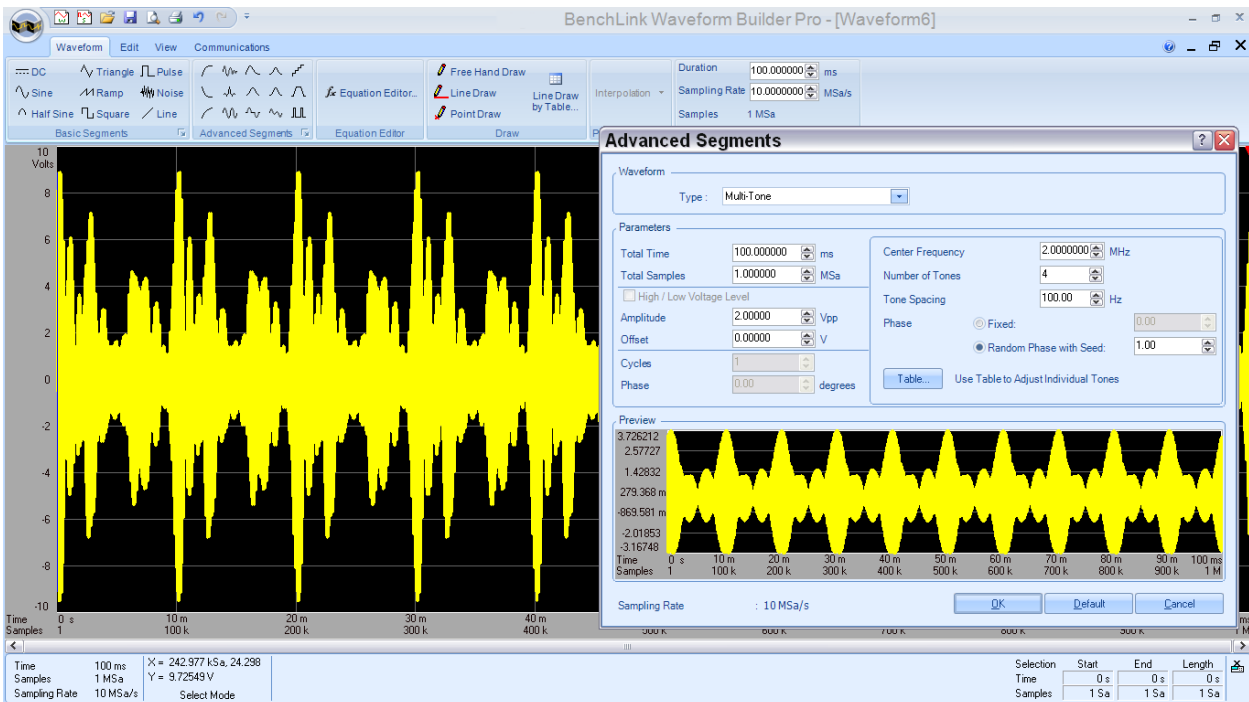 BenchLink Waveform Builder Pro - [Waveform6]
Waveform Edit View Communications
DC Triangle Pulse
Sine Ramp Noise
Half Sine Square Line
Basic Segments
Advanced Segments
fx Equation Editor...
Equation Editor
Free Hand Draw
Line Draw
Point Draw
Line Draw by Table...
Draw
Interpolation
Duration 100.000000 ms
Sampling Rate 10.0000000 MSa/s
Samples 1 MSa
10
Volts
8
6
4
2
0
-2
-4
-6
-8
-10
Time 0 s 10 m 20 m 30 m 40 m
Samples 1 100 k 200 k 300 k 400 k
Advanced Segments
Waveform
Type : Multi-Tone
Parameters
Total Time 100.000000 ms
Total Samples 1.000000 MSa
High / Low Voltage Level
Amplitude 2.00000 Vpp
Offset 0.00000 V
Cycles 1
Phase 0.00 degrees
Center Frequency 2.0000000 MHz
Number of Tones 4
Tone Spacing 100.00 Hz
Phase Fixed: 0.00
Random Phase with Seed: 1.00
Table... Use Table to Adjust Individual Tones
Preview
3.726212
2.57727
1.42832
279.368 m
-869.581 m
-2.01853
-3.16748
Time 0 s 10 m 20 m 30 m 40 m 50 m 60 m 70 m 80 m 90 m 100 ms
Samples 1 100 k 200 k 300 k 400 k 500 k 600 k 700 k 800 k 900 k 1 M
Sampling Rate : 10 MSa/s
OK Default Cancel
Time 100 ms
Samples 1 MSa
Sampling Rate 10 MSa/s
X = 242.977 kSa, 24.298
Y = 9.72549 V
Select Mode
Selection Start End Length
Time 0 s 0 s 0 s
Samples 1 Sa 1 Sa 1 Sa